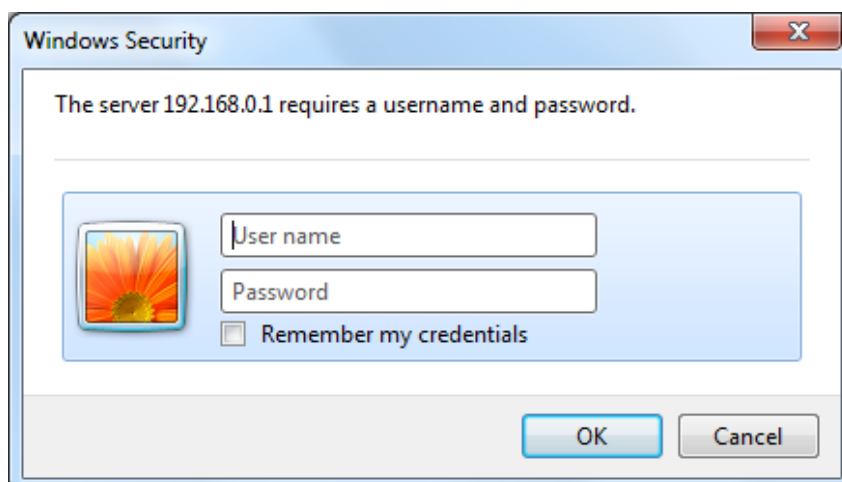 Windows Security
The server 192.168.0.1 requires a username and password.
User name
Password
Remember my credentials
OK
Cancel